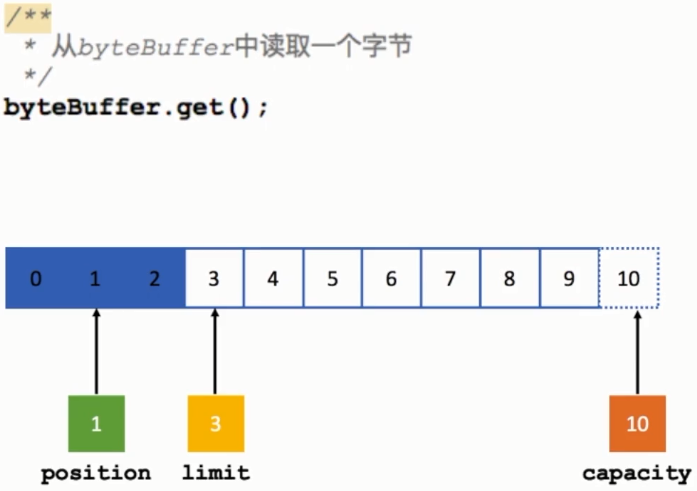 /**
* 从byteBuffer中读取一个字节
*/
byteBuffer.get();
0 1 2 3 4 5 6 7 8 9 10
1 3 10
position limit capacity